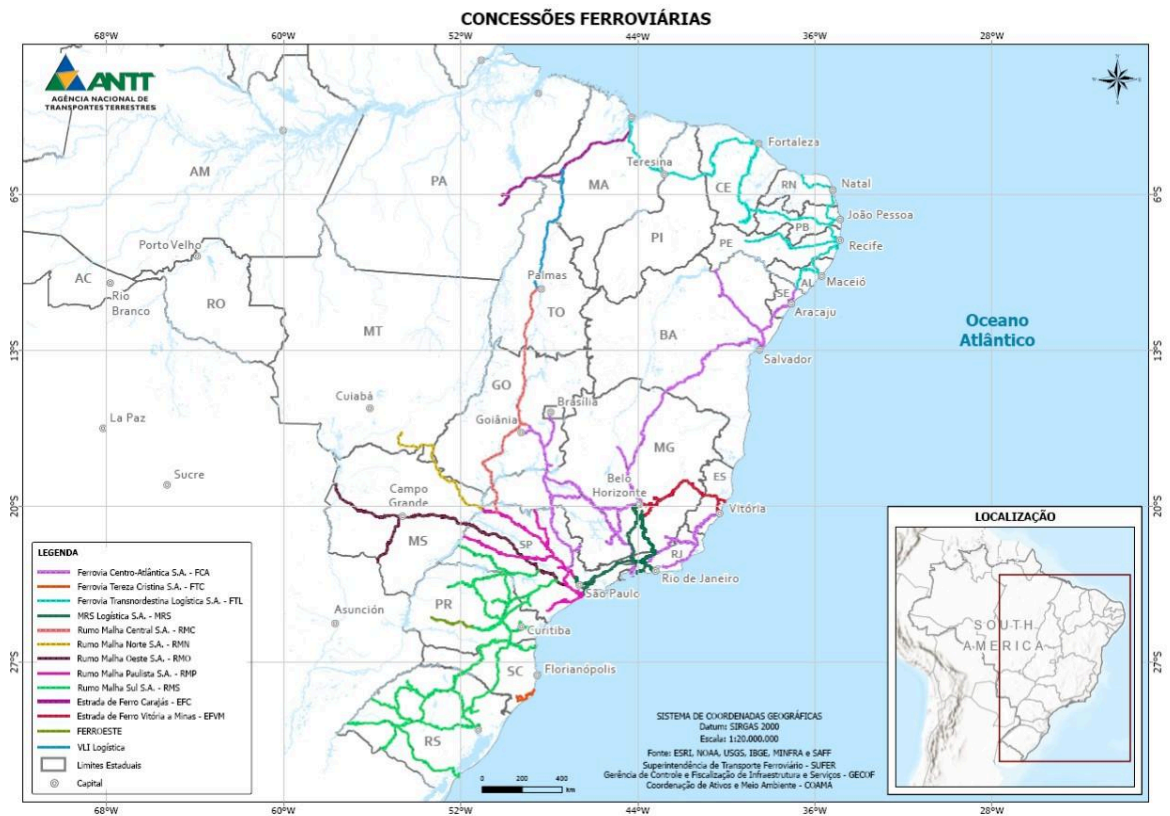 CONCESSÕES FERROVIÁRIAS
68°W
60°W
52°W
44°W
36°W
28°W
ANTT
AGÊNCIA NACIONAL DE
TRANSPORTES TERRESTRES
Fortaleza
Teresina
AM
PA
MA
CE
RN
Natal
6°S
6°S
João Pessoa
PB
PI
PE
Recife
Porto Velho
AC
Rio
Branco
RO
Palmas
TO
AL
Maceió
SE
Aracaju
MT
BA
Oceano
Atlântico
13°S
13°S
Salvador
GO
Cuiabá
Brasília
La Paz
Goiânia
MG
Sucre
Belo
Horizonte
ES
Campo
Grande
20°S
20°S
Vitória
MS
SP
RJ
Rio de Janeiro
São Paulo
Asunción
PR
Curitiba
27°S
27°S
SC
Florianópolis
RS
LEGENDA
Ferrovia Centro-Atlântica S.A. - FCA
Ferrovia Tereza Cristina S.A. - FTC
Ferrovia Transnordestina Logística S.A. - FTL
MRS Logística S.A. - MRS
Rumo Malha Central S.A. - RMC
Rumo Malha Norte S.A. - RMN
Rumo Malha Oeste S.A. - RMO
Rumo Malha Paulista S.A. - RMP
Rumo Malha Sul S.A. - RMS
Estrada de Ferro Carajás - EFC
Estrada de Ferro Vitória a Minas - EFVM
FERROESTE
VLI Logística
Limites Estaduais
Capital
LOCALIZAÇÃO
SOUTH
AMERICA
SISTEMA DE COORDENADAS GEOGRÁFICAS
Datum: SIRGAS 2000
Escala: 1:20.000.000
Fonte: ESRI, NOAA, USGS, IBGE, MINFRA e SAFF
Superintendência de Transporte Ferroviário - SUFER
Gerência de Controle e Fiscalização de Infraestrutura e Serviços - GECOF
Coordenação de Ativos e Meio Ambiente - COAMA
0 200 400
km
60°W
52°W
44°W
36°W
28°W